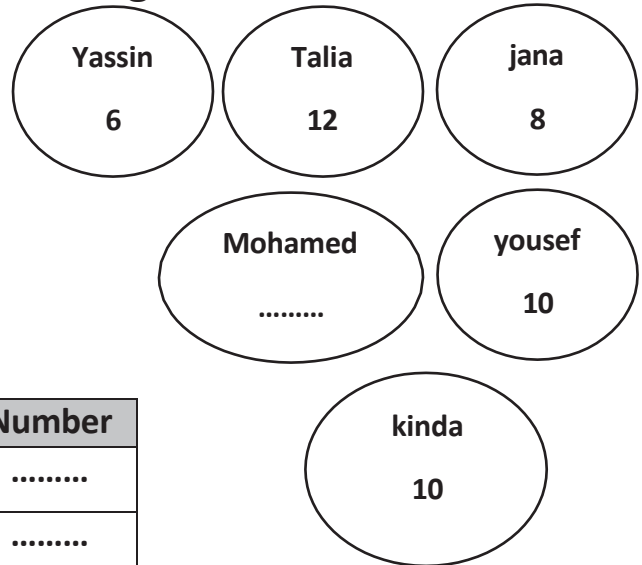 Yassin
6
Talia
12
jana
8
Mohamed
.........
yousef
10
kinda
10
Number
.........
.........